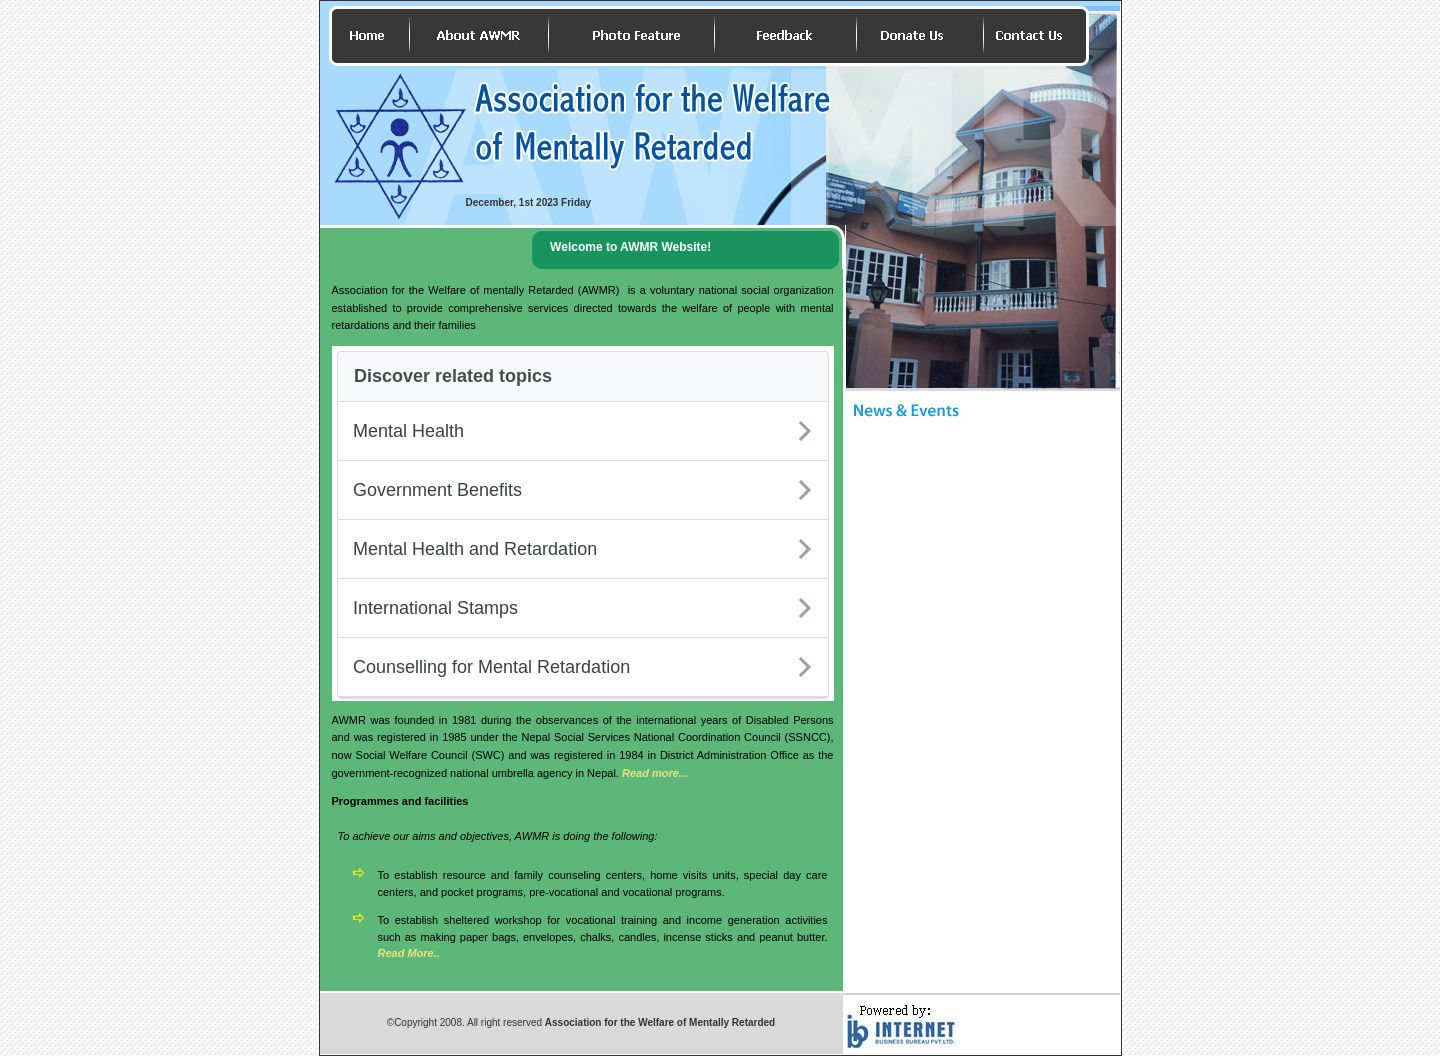 Home
About AWMR
Photo Feature
Feedback
Donate Us
Contact Us
AWMR
Association for the Welfare
of Mentally Retarded
December, 1st 2023 Friday
Welcome to AWMR Website!
Association for the Welfare of mentally Retarded (AWMR)  is a voluntary national social organization
established to provide comprehensive services directed towards the welfare of people with mental
retardations and their families
Discover related topics
Mental Health
Government Benefits
Mental Health and Retardation
International Stamps
Counselling for Mental Retardation
AWMR was founded in 1981 during the observances of the international years of Disabled Persons
and was registered in 1985 under the Nepal Social Services National Coordination Council (SSNCC),
now Social Welfare Council (SWC) and was registered in 1984 in District Administration Office as the
government-recognized national umbrella agency in Nepal. Read more...
Programmes and facilities
To achieve our aims and objectives, AWMR is doing the following:
To establish resource and family counseling centers, home visits units, special day care
centers, and pocket programs, pre-vocational and vocational programs.
To establish sheltered workshop for vocational training and income generation activities
such as making paper bags, envelopes, chalks, candles, incense sticks and peanut butter.
Read More..
News & Events
©Copyright 2008. All right reserved Association for the Welfare of Mentally Retarded
Powered by:
ibb INTERNET
BUSINESS BUREAU PVT.LTD.